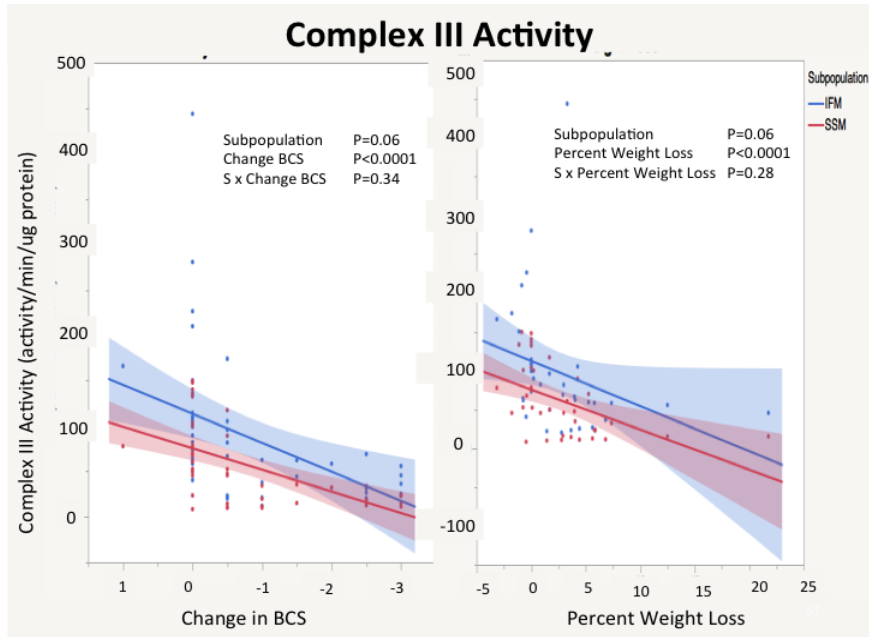 Complex III Activity
Complex III Activity (activity/min/ug protein)
500
400
300
200
100
0
Subpopulation P=0.06
Change BCS P<0.0001
S x Change BCS P=0.34
1 0 -1 -2 -3
Change in BCS
500
400
300
200
100
0
-100
Subpopulation P=0.06
Percent Weight Loss P<0.0001
S x Percent Weight Loss P=0.28
-5 0 5 10 15 20 25
Percent Weight Loss
Subpopulation
IFM
SSM